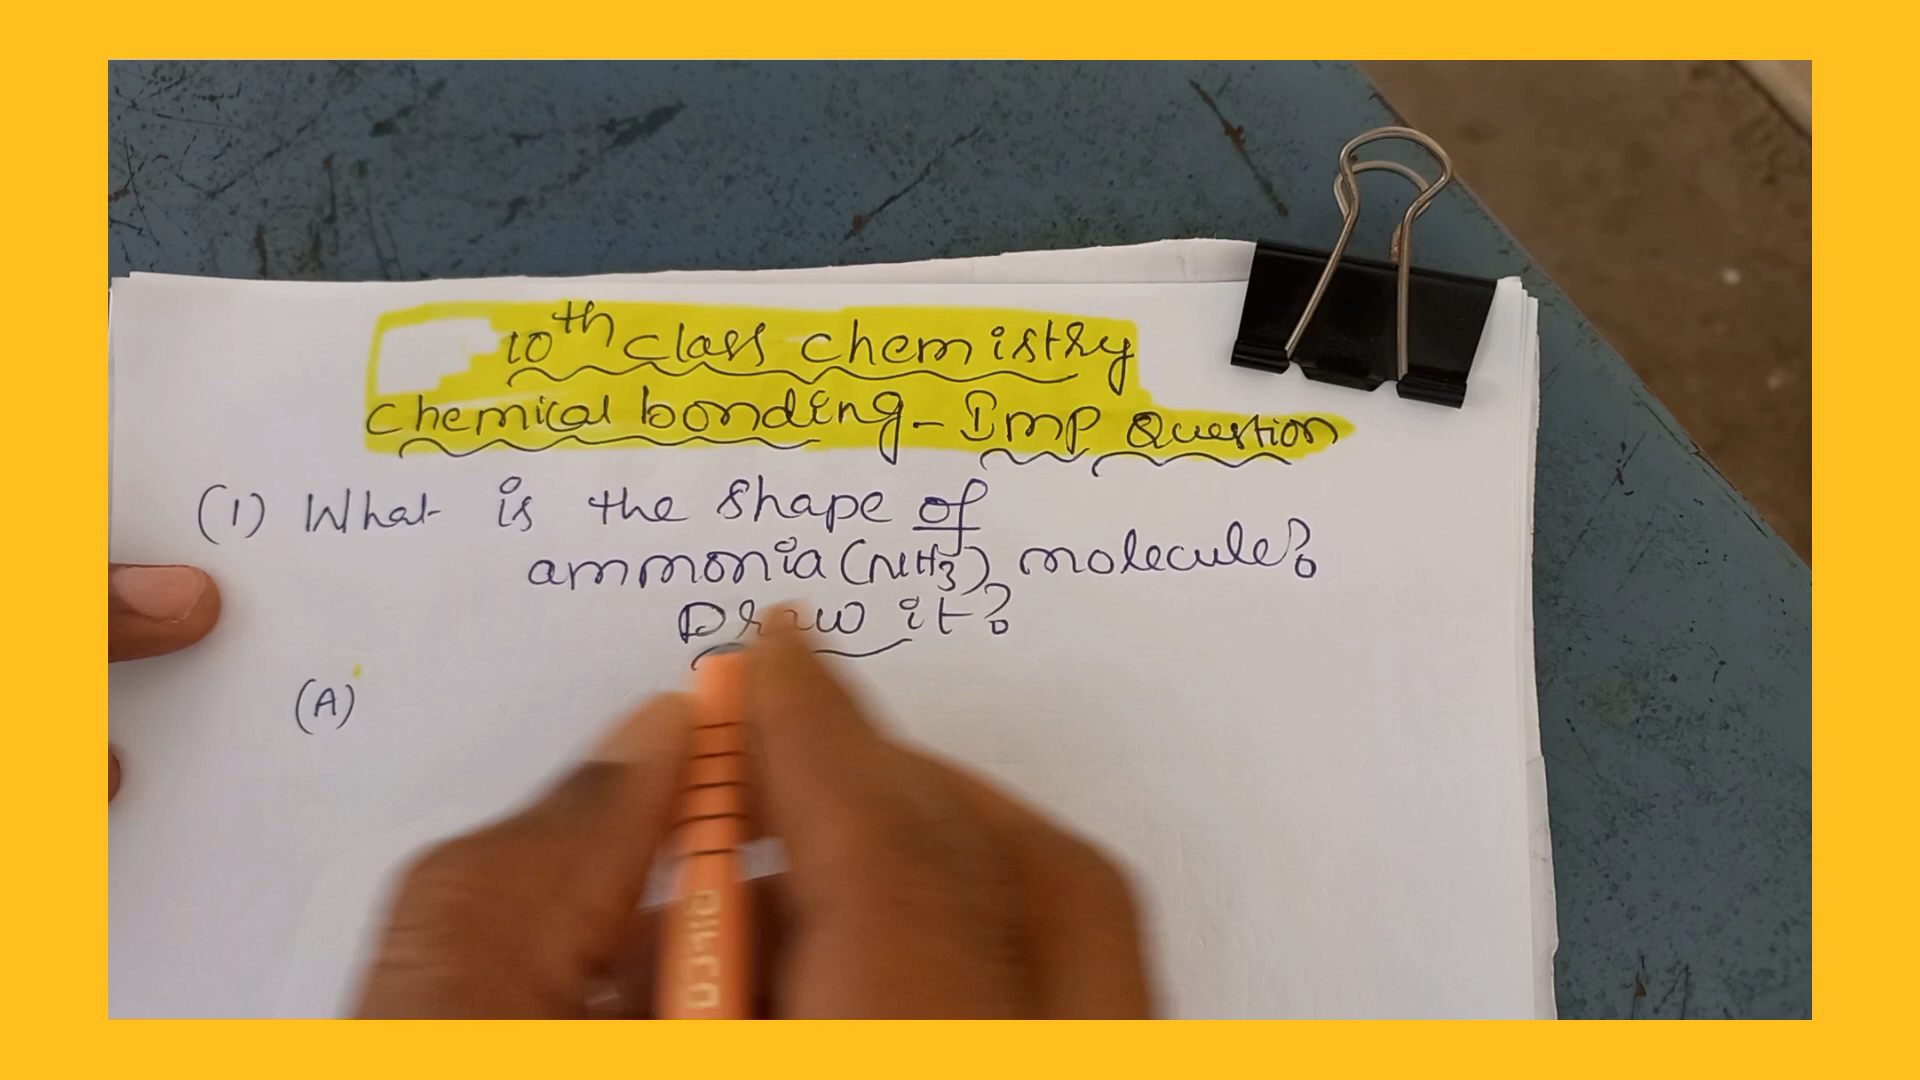 10th class chemistry
chemical bonding - Imp Question
(1) What is the shape of
ammonia (NH3) molecule?
Draw it?
(A)